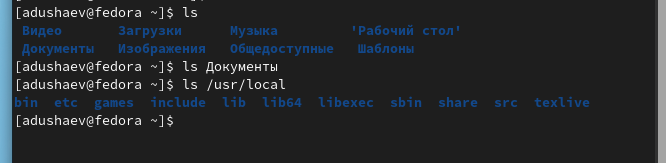 [adushaev@fedora ~]$ ls
Видео Загрузки Музыка 'Рабочий стол'
Документы Изображения Общедоступные Шаблоны
[adushaev@fedora ~]$ ls Документы
[adushaev@fedora ~]$ ls /usr/local
bin etc games include lib lib64 libexec sbin share src texlive
[adushaev@fedora ~]$